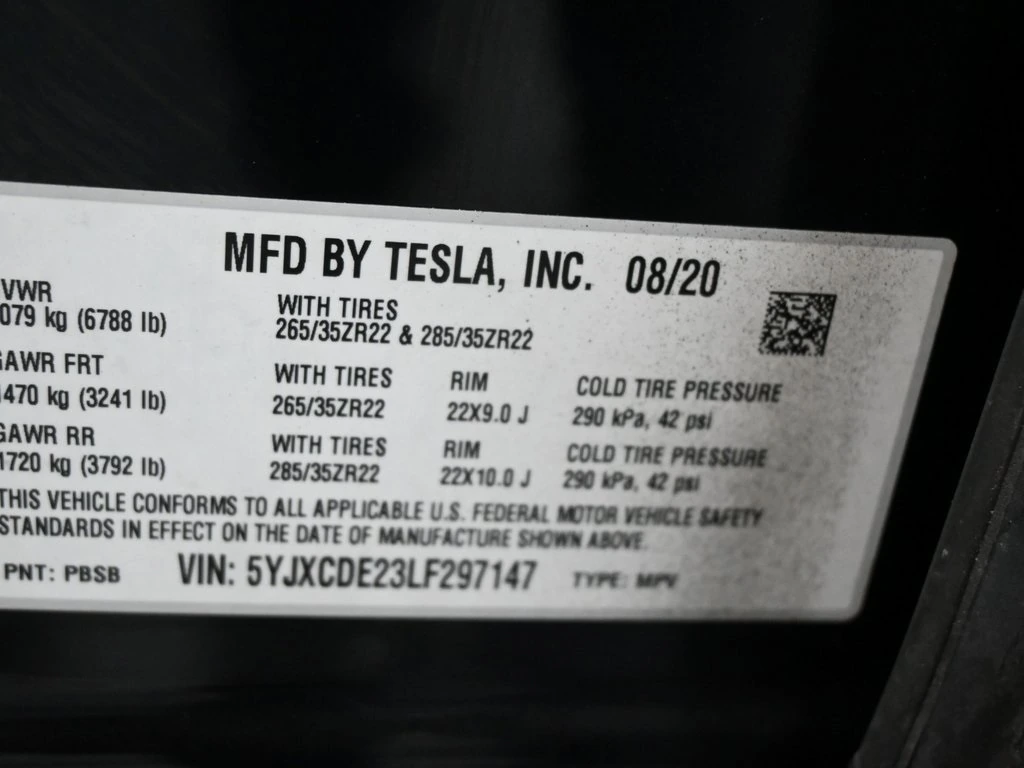 MFD BY TESLA, INC. 08/20
VWR
079 kg (6788 lb)
WITH TIRES
265/35ZR22 & 285/35ZR22
GAWR FRT
1470 kg (3241 lb)
WITH TIRES RIM COLD TIRE PRESSURE
265/35ZR22 22X9.0 J 290 kPa, 42 psi
GAWR RR
1720 kg (3792 lb)
WITH TIRES RIM COLD TIRE PRESSURE
285/35ZR22 22X10.0 J 290 kPa, 42 psi
THIS VEHICLE CONFORMS TO ALL APPLICABLE U.S. FEDERAL MOTOR VEHICLE SAFETY
STANDARDS IN EFFECT ON THE DATE OF MANUFACTURE SHOWN ABOVE.
PNT: PBSB VIN: 5YJXCDE23LF297147 TYPE: MPV